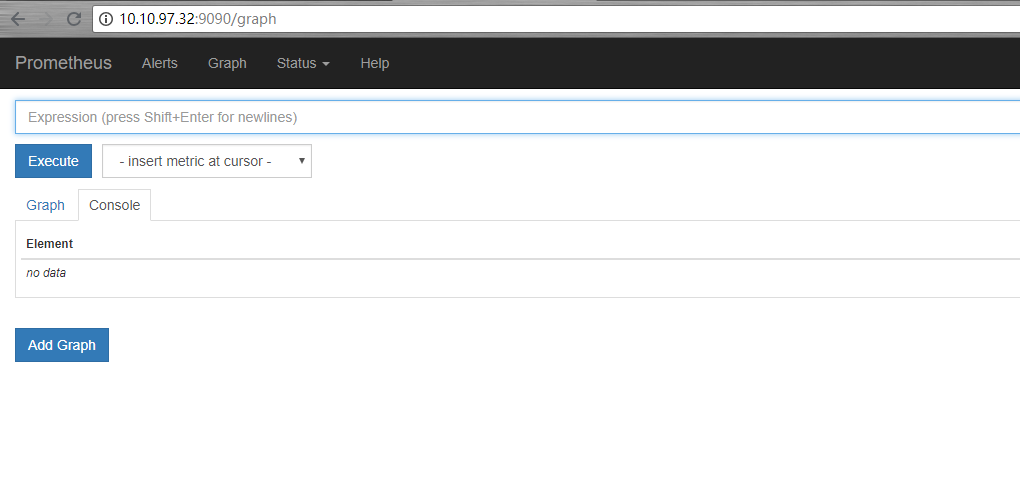 10.10.97.32:9090/graph
Prometheus Alerts Graph Status Help
Expression (press Shift+Enter for newlines)
Execute - insert metric at cursor -
Graph Console
Element
no data
Add Graph